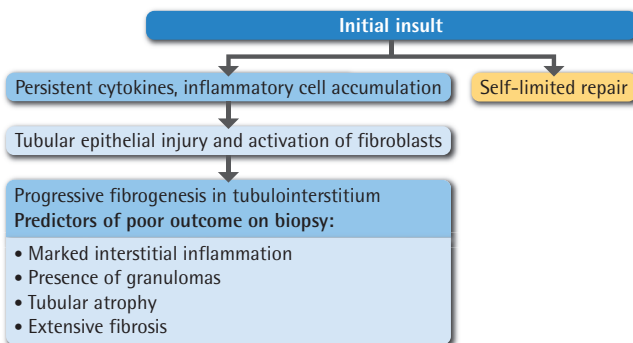 Initial insult
Persistent cytokines, inflammatory cell accumulation
Self-limited repair
Tubular epithelial injury and activation of fibroblasts
Progressive fibrogenesis in tubulointerstitium
Predictors of poor outcome on biopsy:
• Marked interstitial inflammation
• Presence of granulomas
• Tubular atrophy
• Extensive fibrosis